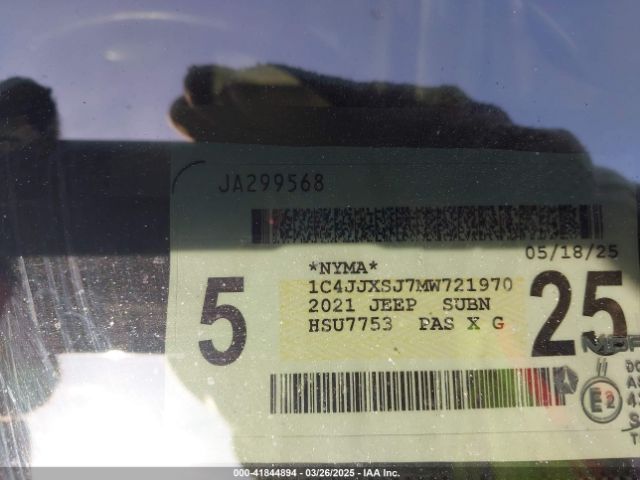 JA299568
05/18/25
*NYMA*
1C4JJXSJ7MW721970
2021 JEEP SUBN
HSU7753 PAS X G
5
25
000-41844894 - 03/26/2025 - IAA Inc.